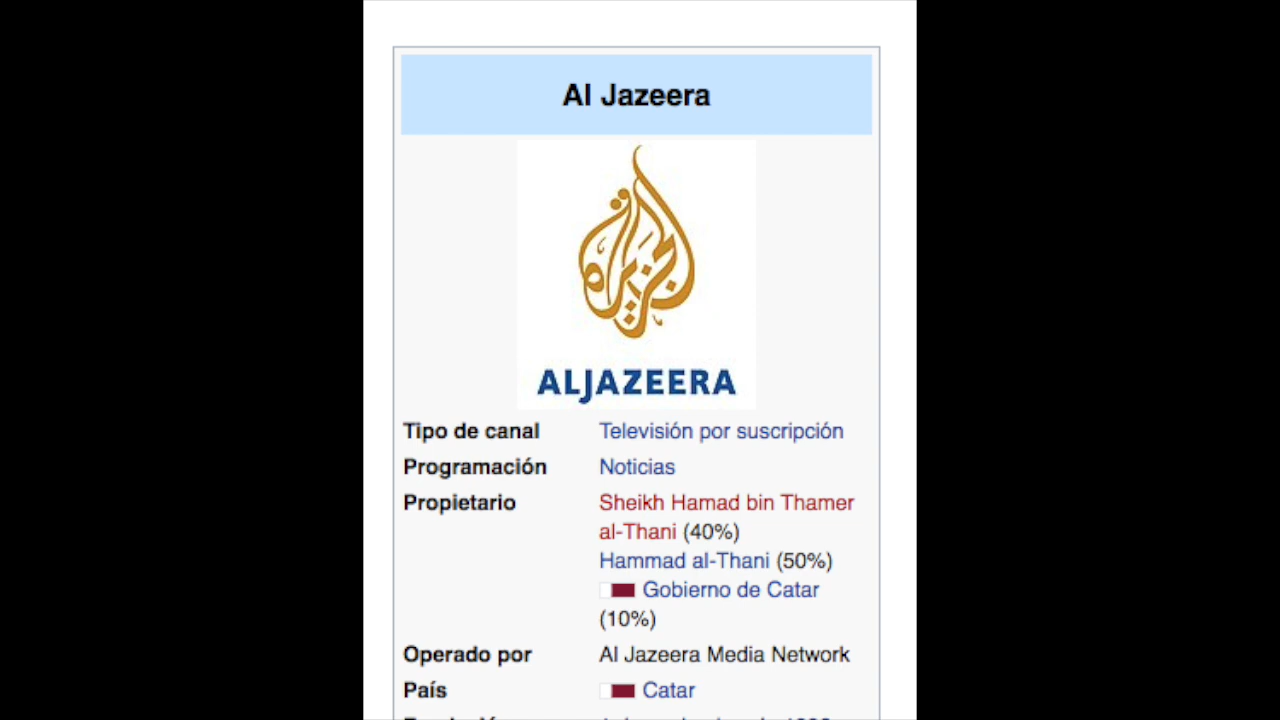 Al Jazeera
الجزيرة
ALJAZEERA
Tipo de canal Televisión por suscripción
Programación Noticias
Propietario Sheikh Hamad bin Thamer
al-Thani (40%)
Hammad al-Thani (50%)
Gobierno de Catar
(10%)
Operado por Al Jazeera Media Network
País Catar